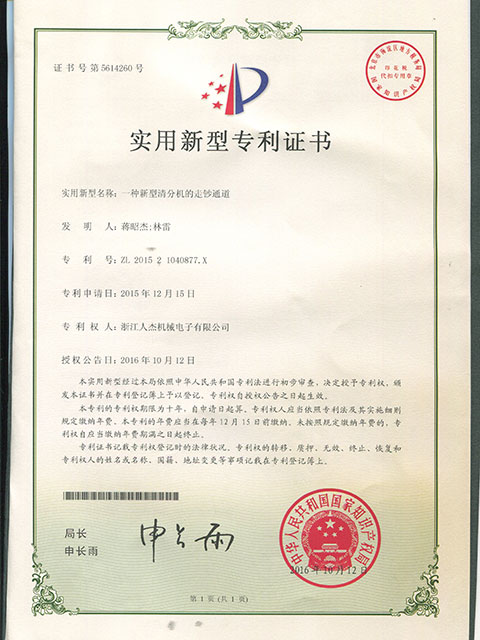 证书号第5614260号
印花税
代扣专用章
实用新型专利证书
实用新型名称：一种新型清分机的走钞通道
发 明 人：蒋昭杰;林雷
专 利 号：ZL 2015 2 1040877.X
专利申请日：2015年12月15日
专 利 权 人：浙江人杰机械电子有限公司
授权公告日：2016年10月12日
本实用新型经过本局依照中华人民共和国专利法进行初步审查，决定授予专利权，颁
发本证书并在专利登记簿上予以登记。专利权自授权公告之日起生效。
本专利的专利权期限为十年，自申请日起算。专利权人应当依照专利法及其实施细则
规定缴纳年费。本专利的年费应当在每年12月15日前缴纳。未按照规定缴纳年费的，专
利权自应当缴纳年费期满之日起终止。
专利证书记载专利权登记时的法律状况。专利权的转移、质押、无效、终止、恢复和
专利权人的姓名或名称、国籍、地址变更等事项记载在专利登记簿上。
局长
申长雨
申长雨
中华人民共和国国家知识产权局
2016年10月12日
第1页(共1页)